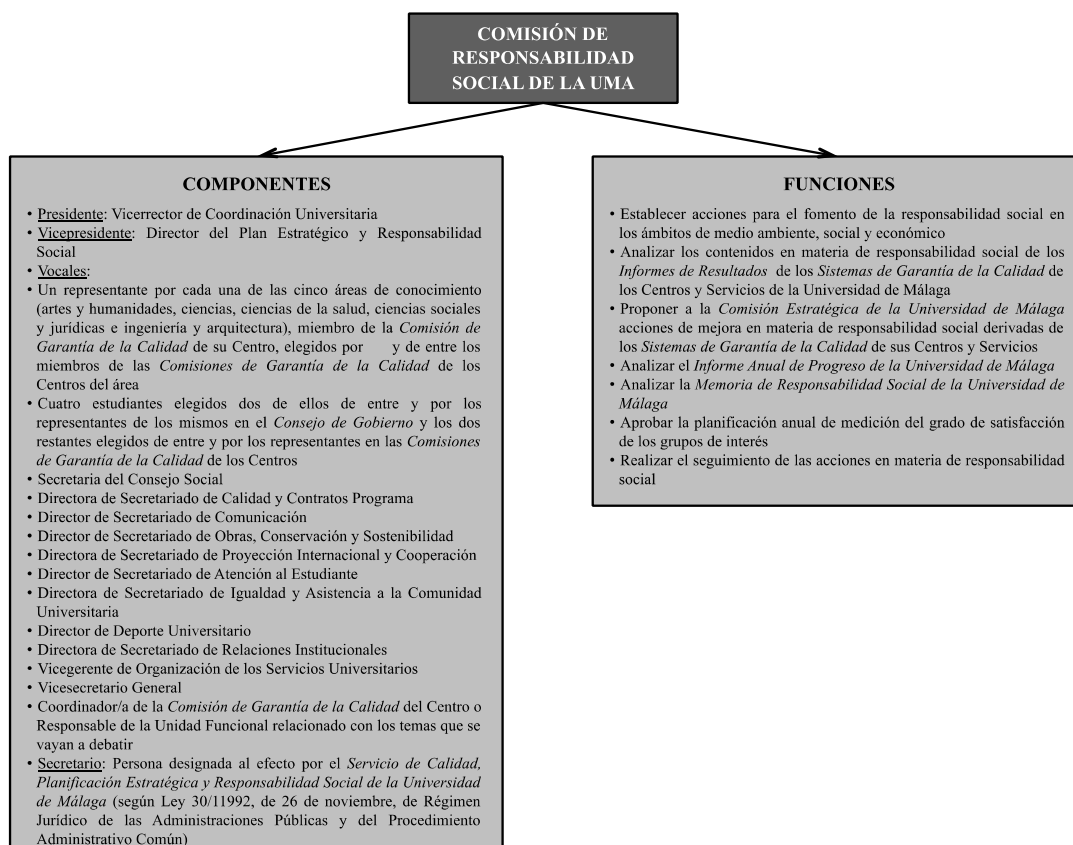 COMISIÓN DE
RESPONSABILIDAD
SOCIAL DE LA UMA
COMPONENTES
• Presidente: Vicerrector de Coordinación Universitaria
• Vicepresidente: Director del Plan Estratégico y Responsabilidad
Social
• Vocales:
• Un representante por cada una de las cinco áreas de conocimiento
(artes y humanidades, ciencias, ciencias de la salud, ciencias sociales
y jurídicas e ingeniería y arquitectura), miembro de la Comisión de
Garantía de la Calidad de su Centro, elegidos por y de entre los
miembros de las Comisiones de Garantía de la Calidad de los
Centros del área
• Cuatro estudiantes elegidos dos de ellos de entre y por los
representantes de los mismos en el Consejo de Gobierno y los dos
restantes elegidos de entre y por los representantes en las Comisiones
de Garantía de la Calidad de los Centros
• Secretaria del Consejo Social
• Directora de Secretariado de Calidad y Contratos Programa
• Director de Secretariado de Comunicación
• Director de Secretariado de Obras, Conservación y Sostenibilidad
• Directora de Secretariado de Proyección Internacional y Cooperación
• Director de Secretariado de Atención al Estudiante
• Directora de Secretariado de Igualdad y Asistencia a la Comunidad
Universitaria
• Director de Deporte Universitario
• Directora de Secretariado de Relaciones Institucionales
• Vicegerente de Organización de los Servicios Universitarios
• Vicesecretario General
• Coordinador/a de la Comisión de Garantía de la Calidad del Centro o
Responsable de la Unidad Funcional relacionado con los temas que se
vayan a debatir
• Secretario: Persona designada al efecto por el Servicio de Calidad,
Planificación Estratégica y Responsabilidad Social de la Universidad
de Málaga (según Ley 30/11992, de 26 de noviembre, de Régimen
Jurídico de las Administraciones Públicas y del Procedimiento
Administrativo Común)
FUNCIONES
• Establecer acciones para el fomento de la responsabilidad social en
los ámbitos de medio ambiente, social y económico
• Analizar los contenidos en materia de responsabilidad social de los
Informes de Resultados de los Sistemas de Garantía de la Calidad de
los Centros y Servicios de la Universidad de Málaga
• Proponer a la Comisión Estratégica de la Universidad de Málaga
acciones de mejora en materia de responsabilidad social derivadas de
los Sistemas de Garantía de la Calidad de sus Centros y Servicios
• Analizar el Informe Anual de Progreso de la Universidad de Málaga
• Analizar la Memoria de Responsabilidad Social de la Universidad de
Málaga
• Aprobar la planificación anual de medición del grado de satisfacción
de los grupos de interés
• Realizar el seguimiento de las acciones en materia de responsabilidad
social